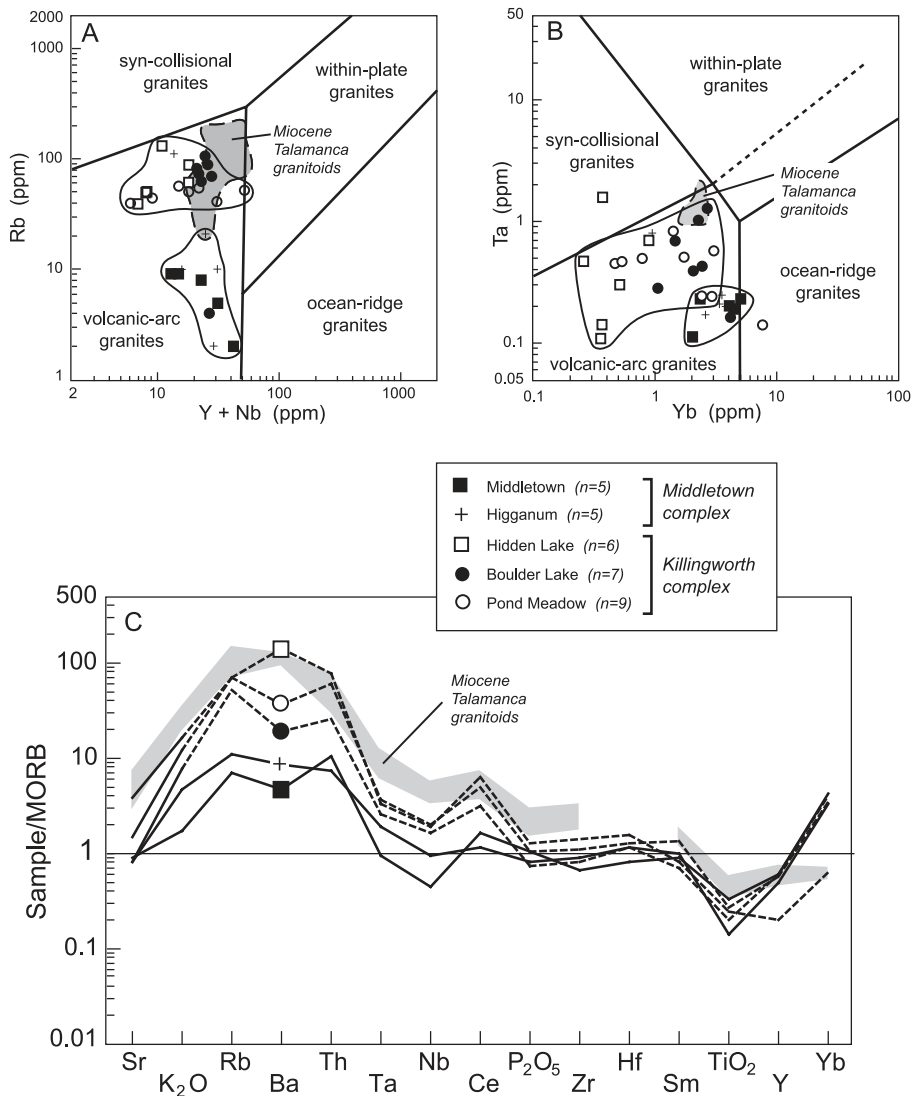 A
2000
1000
100
10
1
Rb (ppm)
syn-collisional
granites
within-plate
granites
Miocene
Talamanca
granitoids
volcanic-arc
granites
ocean-ridge
granites
2
10
100
1000
Y + Nb (ppm)
B
50
10
1
0.1
0.05
Ta (ppm)
within-plate
granites
syn-collisional
granites
Miocene
Talamanca
granitoids
ocean-ridge
granites
volcanic-arc granites
0.1
1
10
100
Yb (ppm)
Middletown (n=5)
Higganum (n=5)
Middletown
complex
Hidden Lake (n=6)
Boulder Lake (n=7)
Pond Meadow (n=9)
Killingworth
complex
C
500
100
10
1
0.1
0.01
Sample/MORB
Miocene
Talamanca
granitoids
Sr
K₂O
Rb
Ba
Th
Ta
Nb
Ce
P₂O₅
Zr
Hf
Sm
TiO₂
Y
Yb